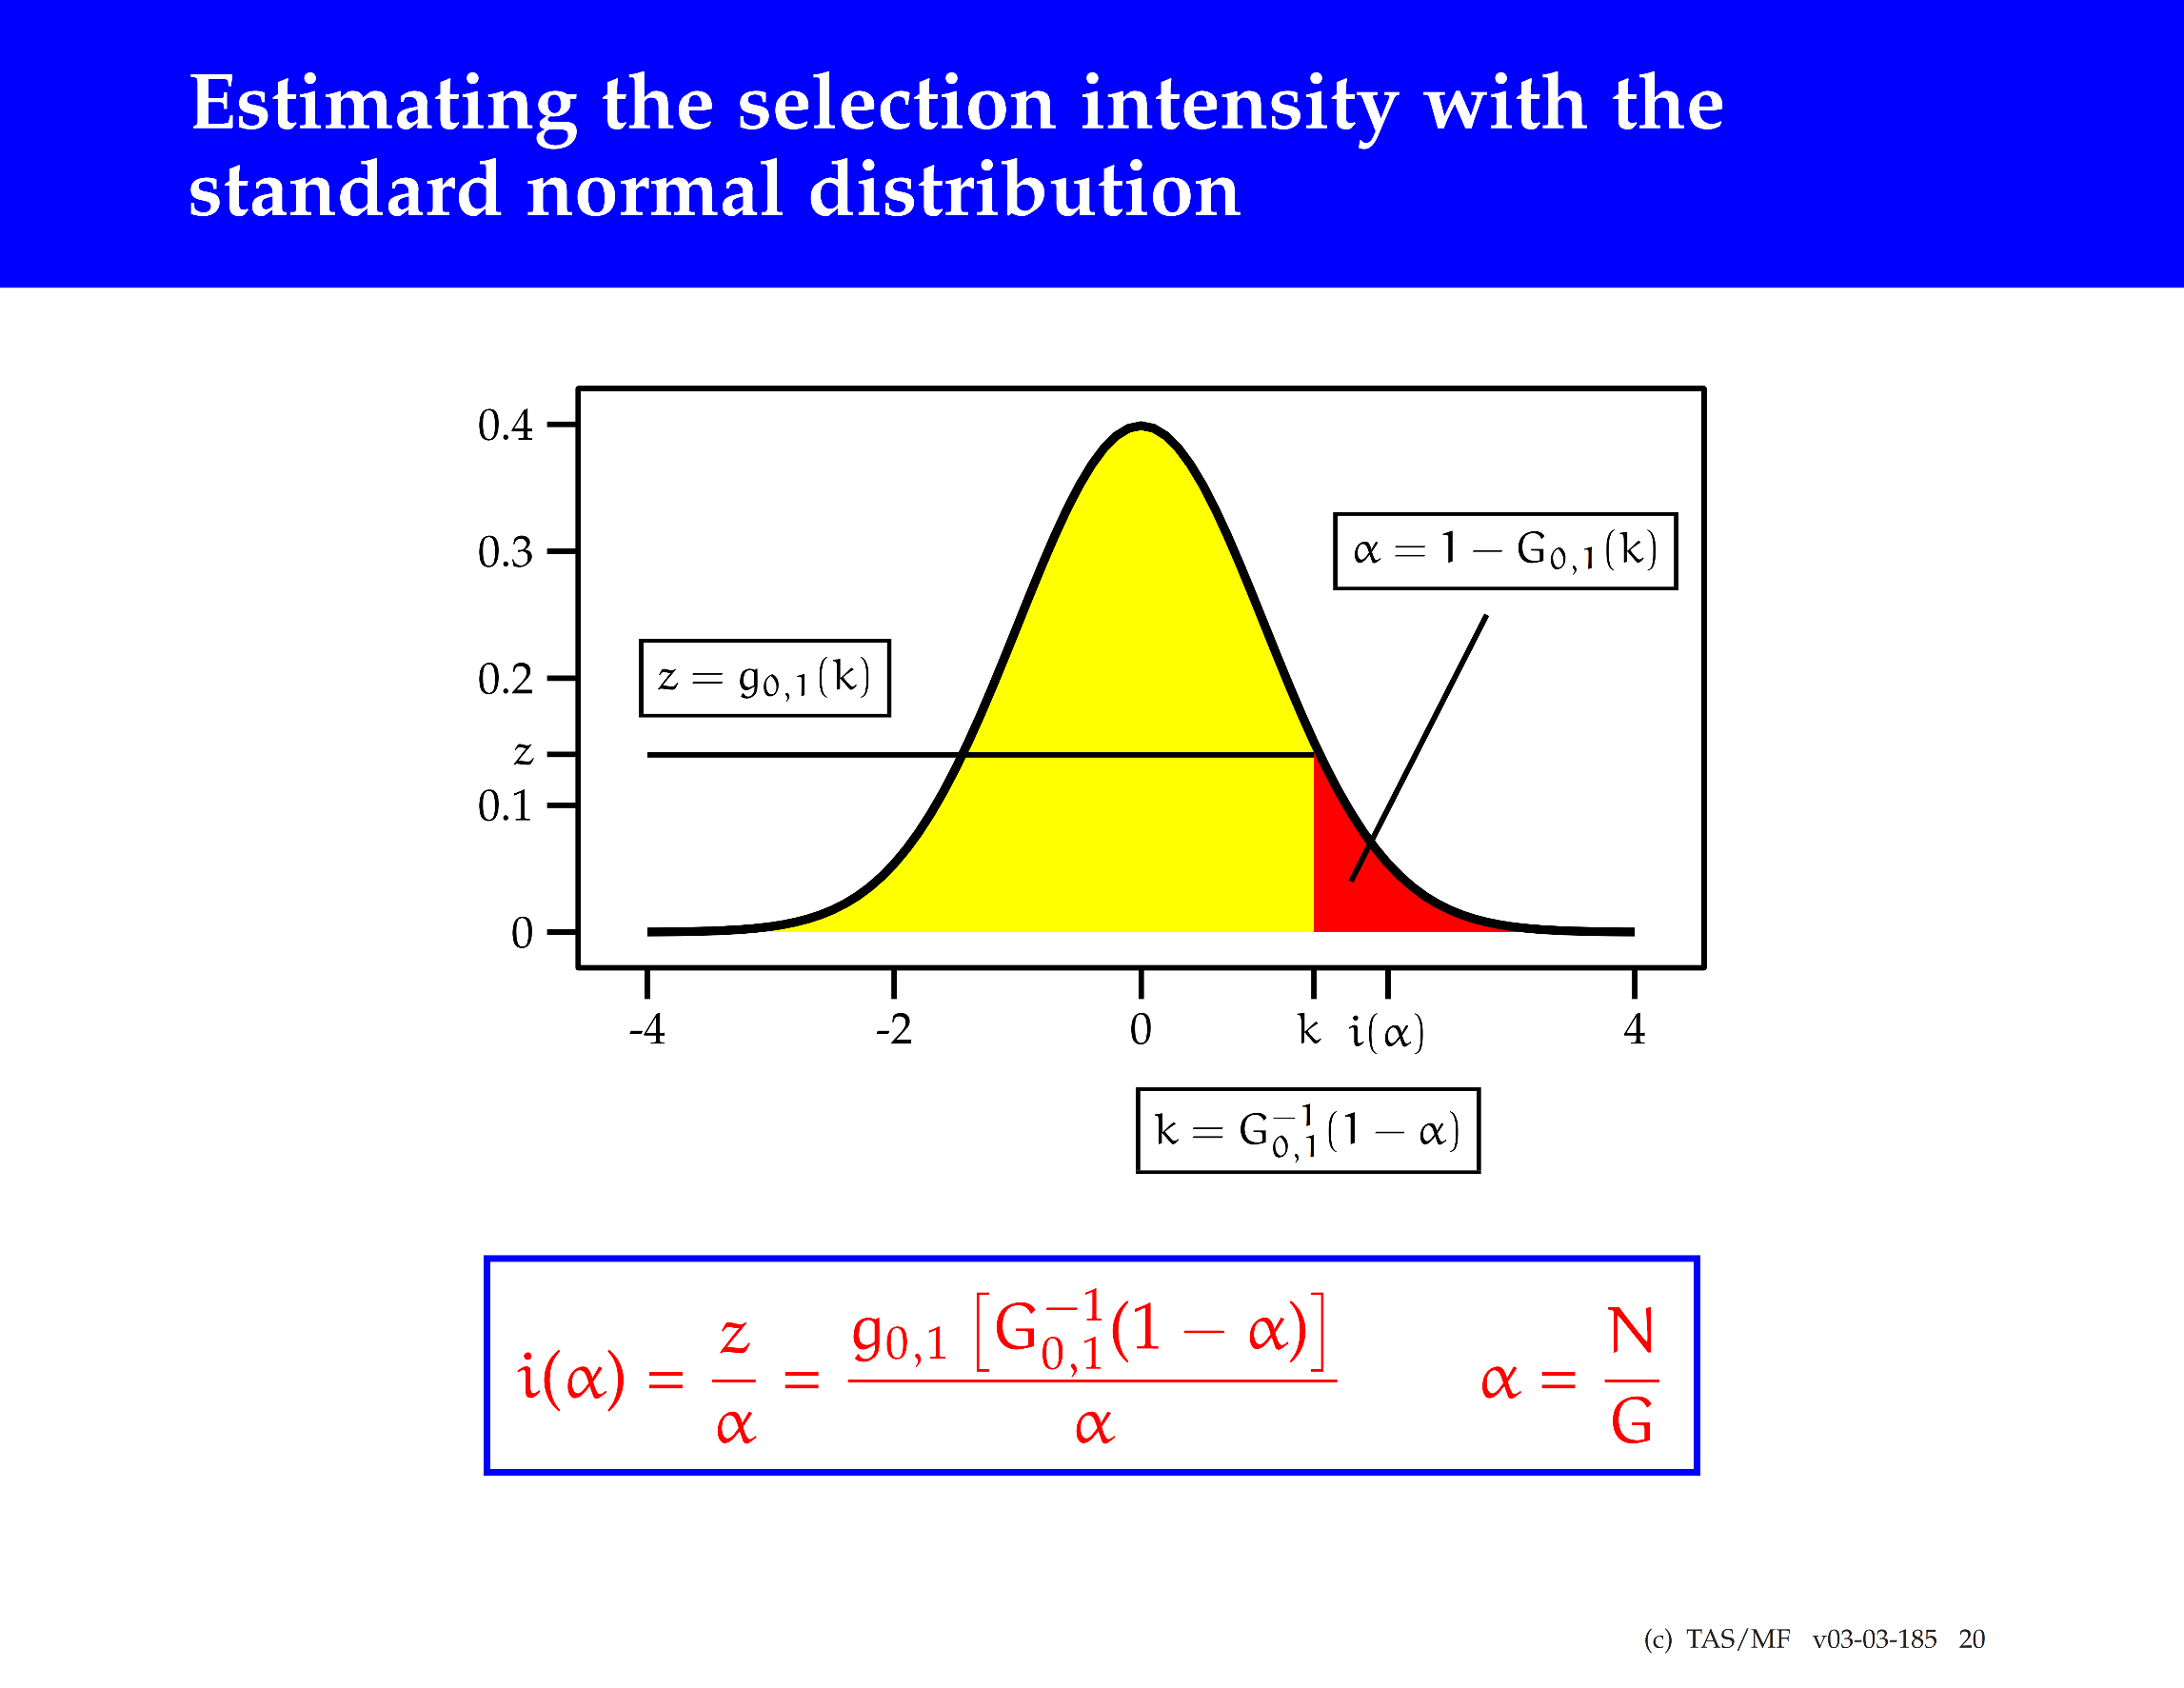 Estimating the selection intensity with the
standard normal distribution
0.4
0.3
0.2
z
0.1
0
α = 1 − G₀,₁(k)
z = g₀,₁(k)
-4 -2 0 k i(α) 4
k = G₀,₁⁻¹(1 − α)
i(α) = z/α = g₀,₁ [G₀,₁⁻¹(1 − α)]/α α = N/G
(c) TAS/MF v03-03-185 20